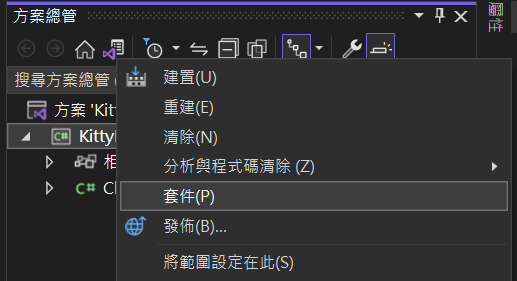 方案總管
屬性
搜尋方案總管 (
方案 'Kitt
建置(U)
C# Kitty
重建(E)
清除(N)
相
分析與程式碼清除 (Z)
C# Cl
套件(P)
發佈(B)...
將範圍設定在此(S)